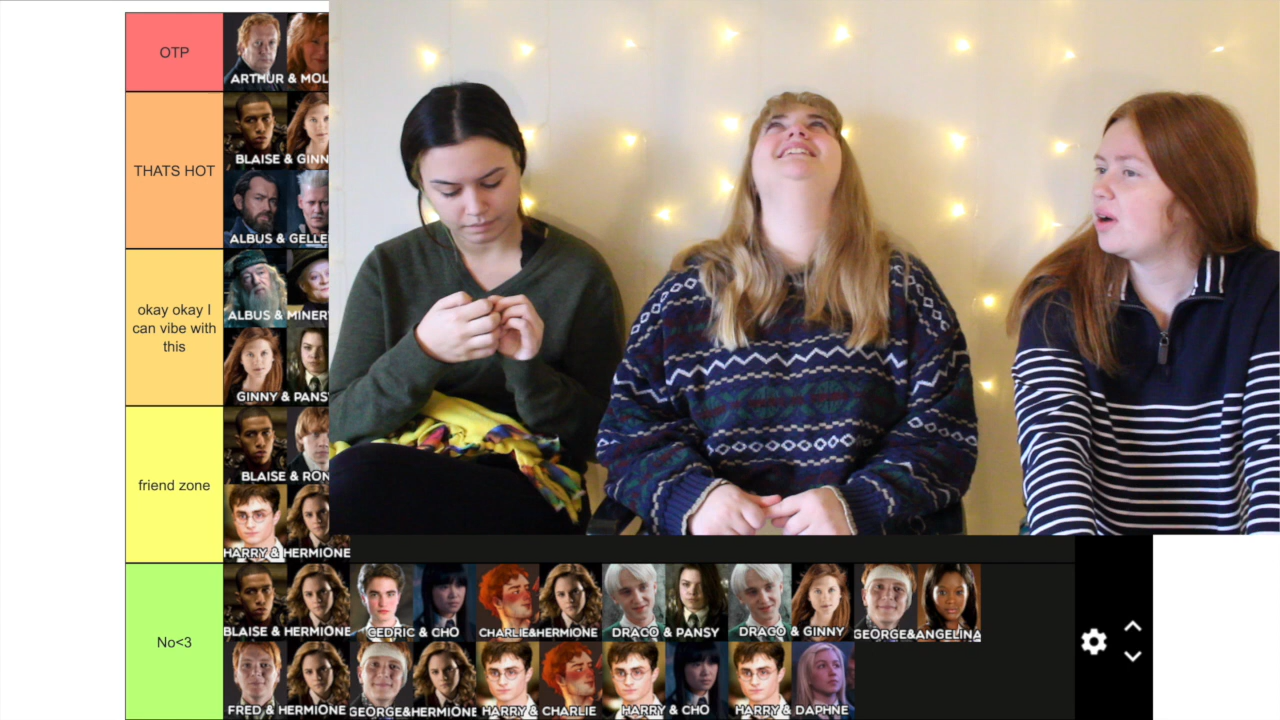 OTP
ARTHUR & MOL
THATS HOT
BLAISE & GINN
ALBUS & GELLE
okay okay I
can vibe with
this
ALBUS & MINER
GINNY & PANS
friend zone
BLAISE & RON
HARRY & HERMIONE
No<3
BLAISE & HERMIONE
CEDRIC & CHO
CHARLIE&HERMIONE
DRACO & PANSY
DRACO & GINNY
GEORGE&ANGELINA
FRED & HERMIONE
GEORGE&HERMIONE
HARRY & CHARLIE
HARRY & CHO
HARRY & DAPHNE